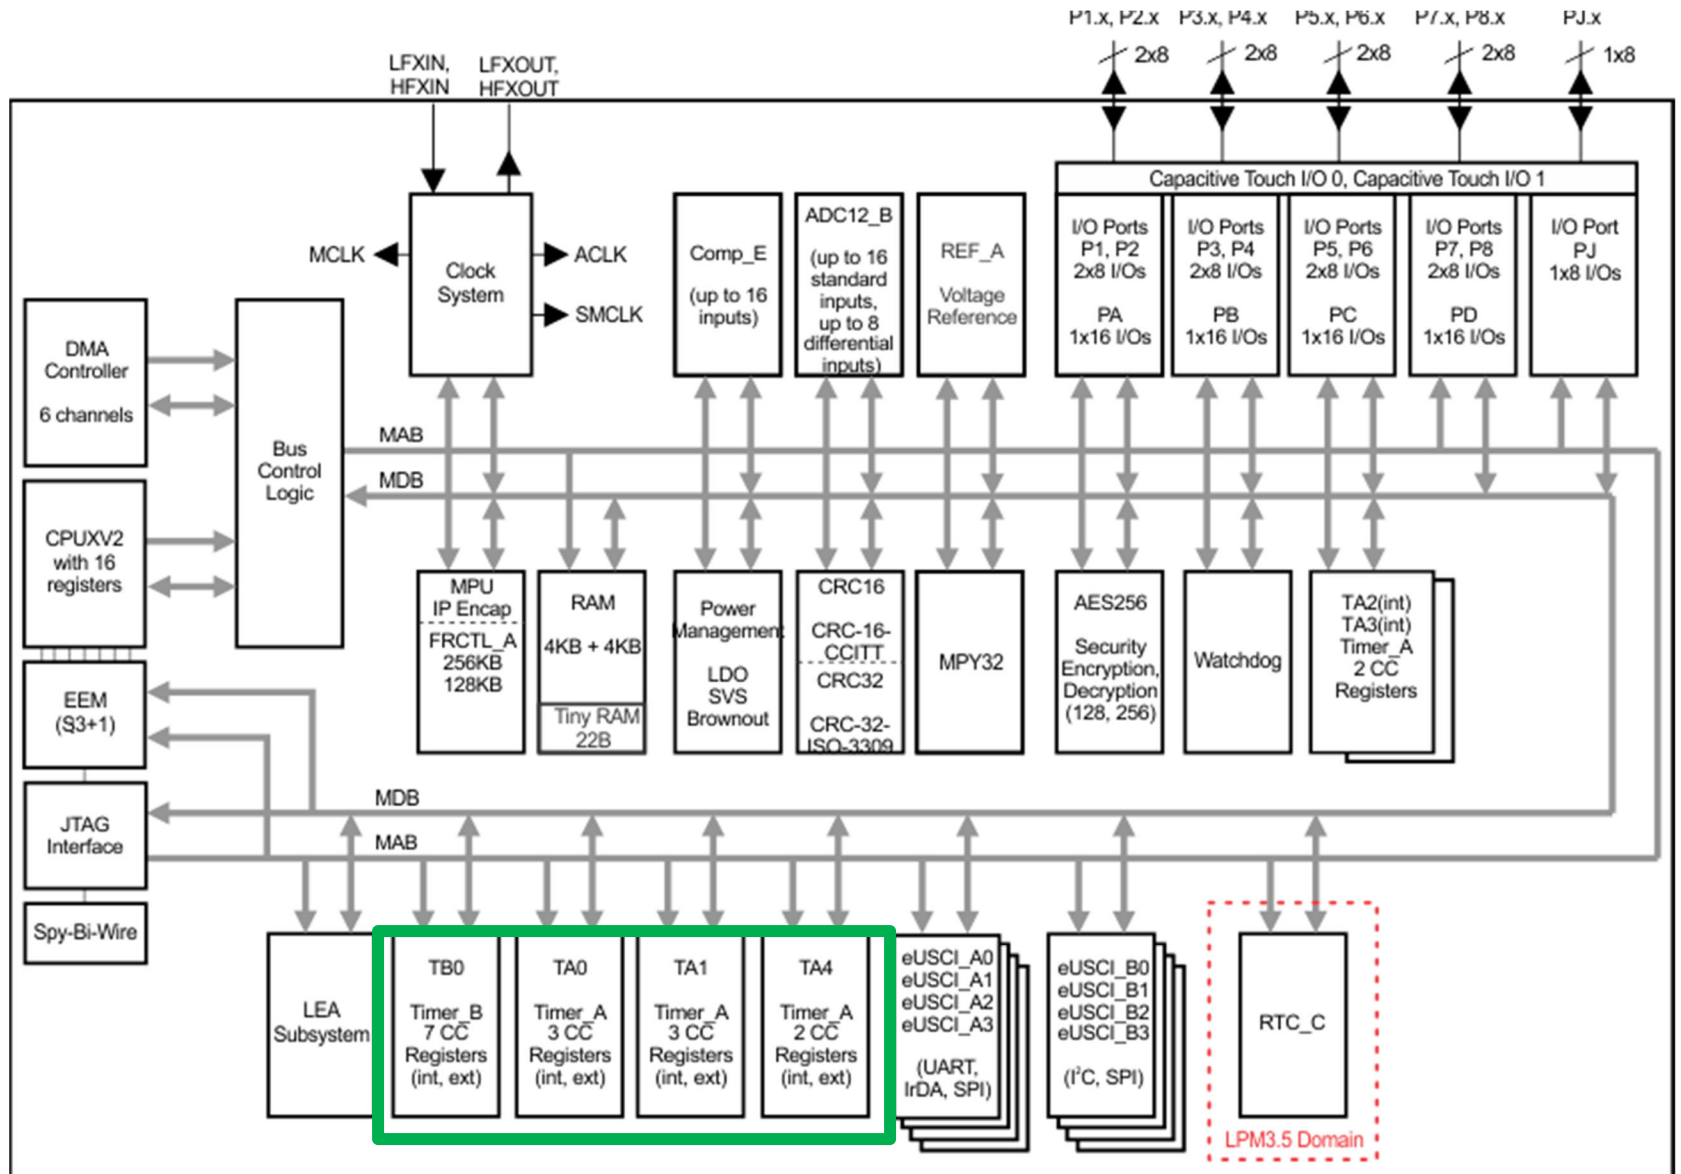 P1.x, P2.x
P3.x, P4.x
P5.x, P6.x
P7.x, P8.x
PJ.x
2x8
2x8
2x8
2x8
1x8
LFXIN,
HFXIN
LFXOUT,
HFXOUT
Capacitive Touch I/O 0, Capacitive Touch I/O 1
MCLK
Clock
System
ACLK
SMCLK
Comp_E
(up to 16
inputs)
ADC12_B
(up to 16
standard
inputs,
up to 8
differential
inputs)
REF_A
Voltage
Reference
I/O Ports
P1, P2
2x8 I/Os
PA
1x16 I/Os
I/O Ports
P3, P4
2x8 I/Os
PB
1x16 I/Os
I/O Ports
P5, P6
2x8 I/Os
PC
1x16 I/Os
I/O Ports
P7, P8
2x8 I/Os
PD
1x16 I/Os
I/O Port
PJ
1x8 I/Os
DMA
Controller
6 channels
Bus
Control
Logic
MAB
MDB
CPUXV2
with 16
registers
MPU
IP Encap
FRCTL_A
256KB
128KB
RAM
4KB + 4KB
Tiny RAM
22B
Power
Management
LDO
SVS
Brownout
CRC16
CRC-16-
CCITT
CRC32
CRC-32-
ISO-3309
MPY32
AES256
Security
Encryption,
Decryption
(128, 256)
Watchdog
TA2(int)
TA3(int)
Timer_A
2 CC
Registers
EEM
(S3+1)
JTAG
Interface
Spy-Bi-Wire
MDB
MAB
LEA
Subsystem
TB0
Timer_B
7 CC
Registers
(int, ext)
TA0
Timer_A
3 CC
Registers
(int, ext)
TA1
Timer_A
3 CC
Registers
(int, ext)
TA4
Timer_A
2 CC
Registers
(int, ext)
eUSCI_A0
eUSCI_A1
eUSCI_A2
eUSCI_A3
(UART,
IrDA, SPI)
eUSCI_B0
eUSCI_B1
eUSCI_B2
eUSCI_B3
(I²C, SPI)
RTC_C
LPM3.5 Domain